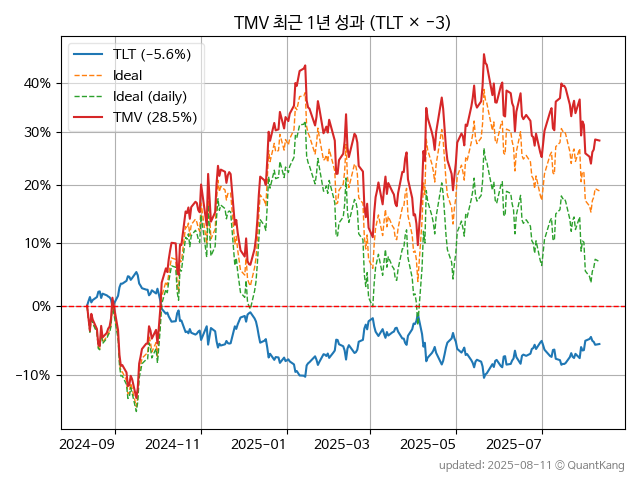 TMV 최근 1년 성과 (TLT × −3)
TLT (−5.6%)
Ideal
Ideal (daily)
TMV (28.5%)
40%
30%
20%
10%
0%
−10%
2024-09 2024-11 2025-01 2025-03 2025-05 2025-07
updated: 2025-08-11 © QuantKang